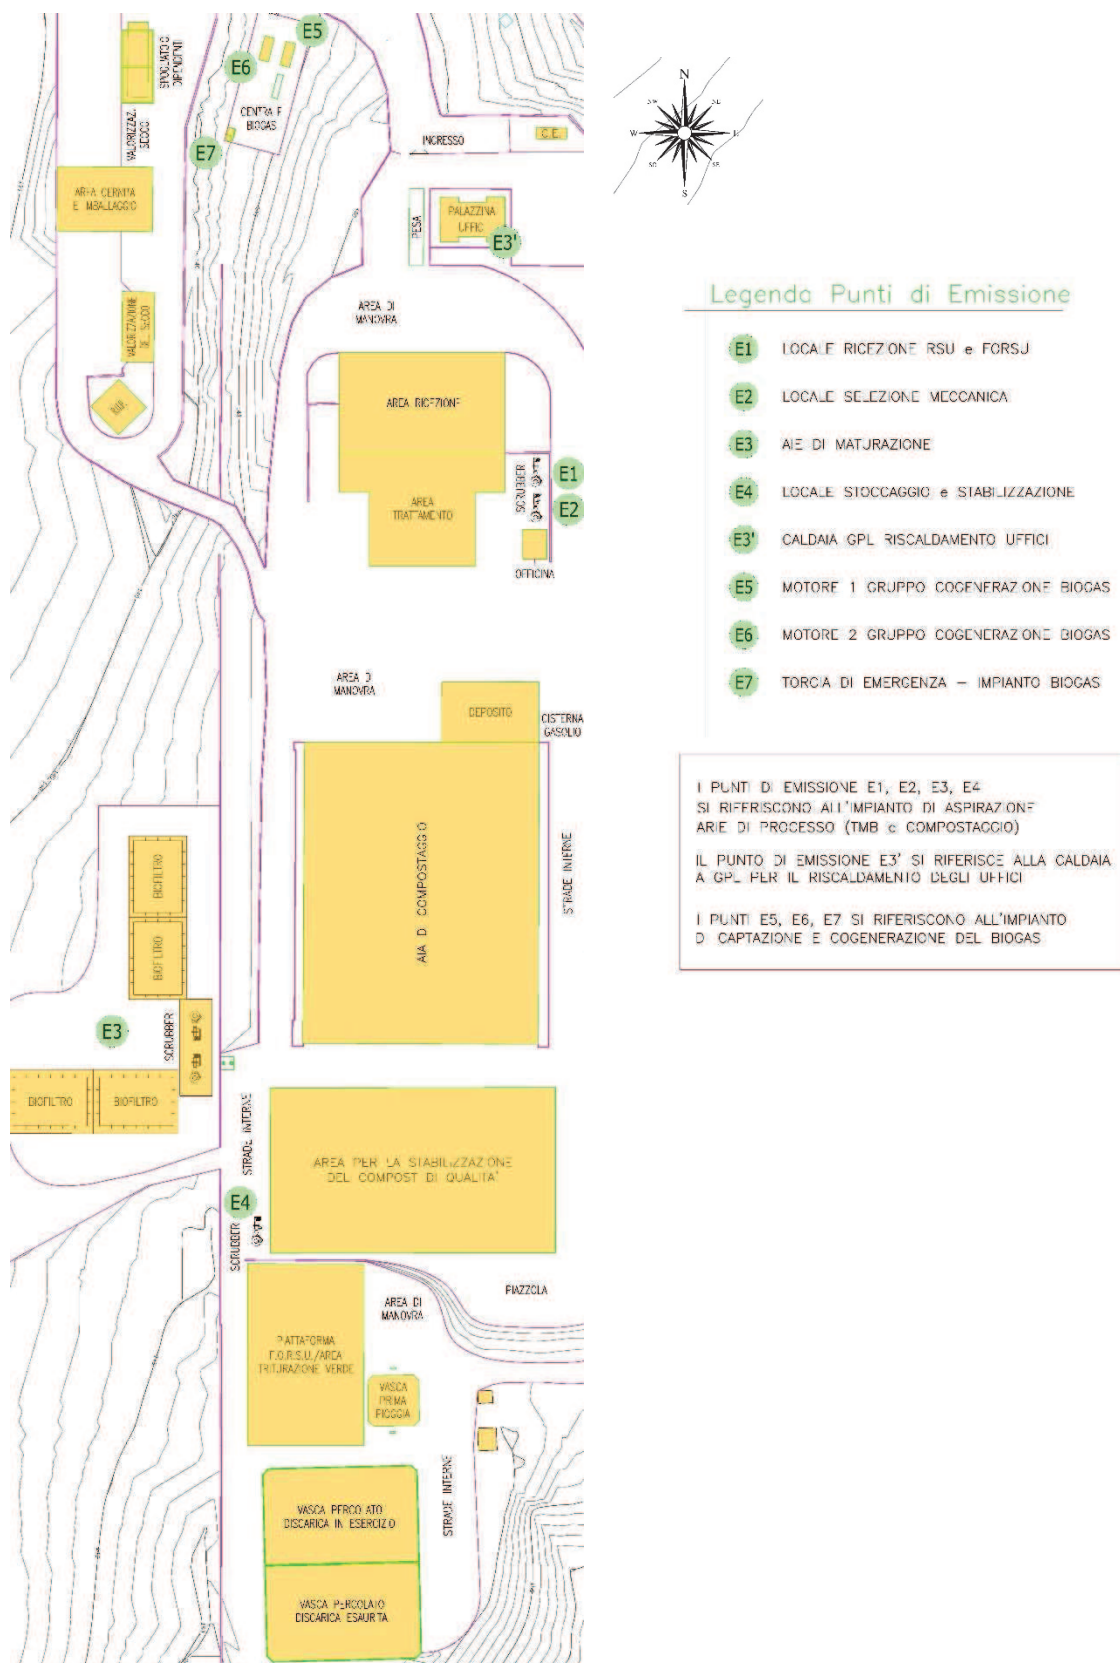 E5
SPOGLIATOIO
DIPENDENTI
E6
CENTRALE
BIOGAS
VALORIZZAZ.
SECCO
E7
INGRESSO
C.E.
N
NE
E
SE
S
SO
W
NW
AREA CERNITA
E IMBALLAGGIO
PALAZZINA
UFFICI
E3'
PESA
VALORIZZAZIONE
DEL SECCO
AREA DI
MANOVRA
AREA RICEZIONE
SCRUBBER
E1
E2
AREA
TRATTAMENTO
OFFICINA
AREA DI
MANOVRA
DEPOSITO
CISTERNA
GASOLIO
AIA DI COMPOSTAGGIO
STRADE INTERNE
BIOFILTRO
BIOFILTRO
E3
SCRUBBER
BIOFILTRO
BIOFILTRO
STRADE INTERNE
AREA PER LA STABILIZZAZIONE
DEL COMPOST DI QUALITA'
E4
SCRUBBER
PIAZZOLA
AREA DI
MANOVRA
PIATTAFORMA
F.O.R.S.U./AREA
TRITURAZIONE VERDE
VASCA
PRIMA
PIOGGIA
STRADE INTERNE
VASCA PERCOLATO
DISCARICA IN ESERCIZIO
VASCA PERCOLATO
DISCARICA ESAURITA
Legenda Punti di Emissione
E1 LOCALE RICEZIONE RSU e FORSU
E2 LOCALE SELEZIONE MECCANICA
E3 AIE DI MATURAZIONE
E4 LOCALE STOCCAGGIO e STABILIZZAZIONE
E3' CALDAIA GPL RISCALDAMENTO UFFICI
E5 MOTORE 1 GRUPPO COGENERAZIONE BIOGAS
E6 MOTORE 2 GRUPPO COGENERAZIONE BIOGAS
E7 TORCIA DI EMERGENZA – IMPIANTO BIOGAS
I PUNTI DI EMISSIONE E1, E2, E3, E4
SI RIFERISCONO ALL'IMPIANTO DI ASPIRAZIONE
ARIE DI PROCESSO (TMB e COMPOSTAGGIO)
IL PUNTO DI EMISSIONE E3' SI RIFERISCE ALLA CALDAIA
A GPL PER IL RISCALDAMENTO DEGLI UFFICI
I PUNTI E5, E6, E7 SI RIFERISCONO ALL'IMPIANTO
DI CAPTAZIONE E COGENERAZIONE DEL BIOGAS